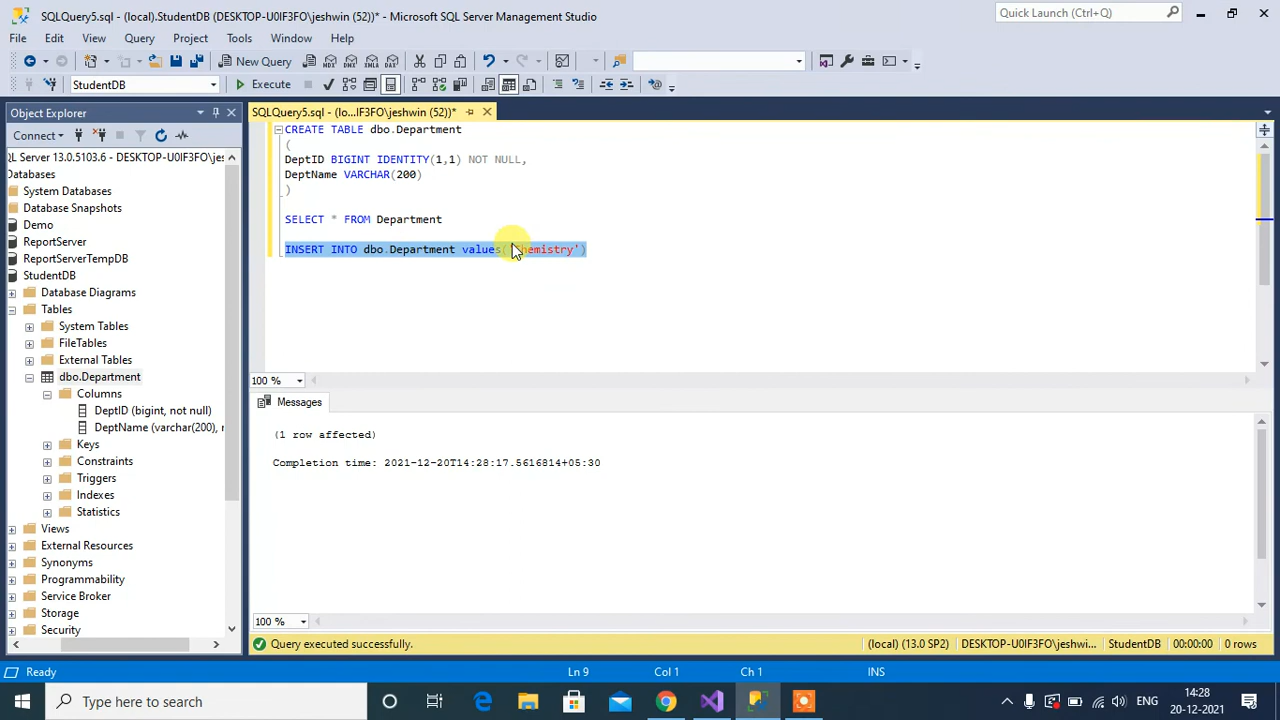 SQLQuery5.sql - (local).StudentDB (DESKTOP-U0IF3FO\jeshwin (52))* - Microsoft SQL Server Management Studio
Quick Launch (Ctrl+Q)
File Edit View Query Project Tools Window Help
New Query
StudentDB
Execute
Object Explorer
SQLQuery5.sql - (lo...IF3FO\jeshwin (52))*
Connect
QL Server 13.0.5103.6 - DESKTOP-U0IF3FO\jes
Databases
System Databases
Database Snapshots
Demo
ReportServer
ReportServerTempDB
StudentDB
Database Diagrams
Tables
System Tables
FileTables
External Tables
dbo.Department
Columns
DeptID (bigint, not null)
DeptName (varchar(200), n
Keys
Constraints
Triggers
Indexes
Statistics
Views
External Resources
Synonyms
Programmability
Service Broker
Storage
Security
CREATE TABLE dbo.Department
(
DeptID BIGINT IDENTITY(1,1) NOT NULL,
DeptName VARCHAR(200)
)
SELECT * FROM Department
INSERT INTO dbo.Department values('Chemistry')
100 %
Messages
(1 row affected)
Completion time: 2021-12-20T14:28:17.5616814+05:30
100 %
Query executed successfully.
(local) (13.0 SP2)
DESKTOP-U0IF3FO\jeshwi...
StudentDB
00:00:00
0 rows
Ready
Ln 9
Col 1
Ch 1
INS
Type here to search
ENG
14:28
20-12-2021